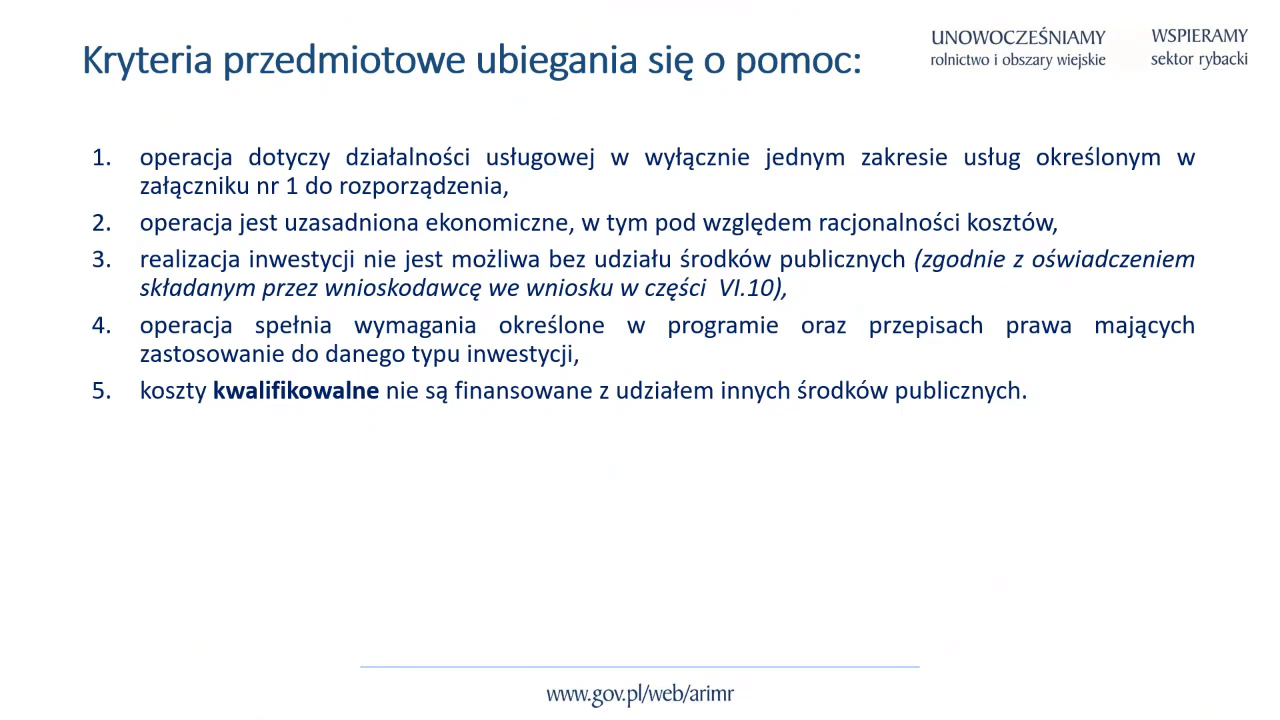 Kryteria przedmiotowe ubiegania się o pomoc:
UNOWOCZEŚNIAMY
rolnictwo i obszary wiejskie
WSPIERAMY
sektor rybacki
1. operacja dotyczy działalności usługowej w wyłącznie jednym zakresie usług określonym w
załączniku nr 1 do rozporządzenia,
2. operacja jest uzasadniona ekonomiczne, w tym pod względem racjonalności kosztów,
3. realizacja inwestycji nie jest możliwa bez udziału środków publicznych (zgodnie z oświadczeniem
składanym przez wnioskodawcę we wniosku w części VI.10),
4. operacja spełnia wymagania określone w programie oraz przepisach prawa mających
zastosowanie do danego typu inwestycji,
5. koszty kwalifikowalne nie są finansowane z udziałem innych środków publicznych.
www.gov.pl/web/arimr